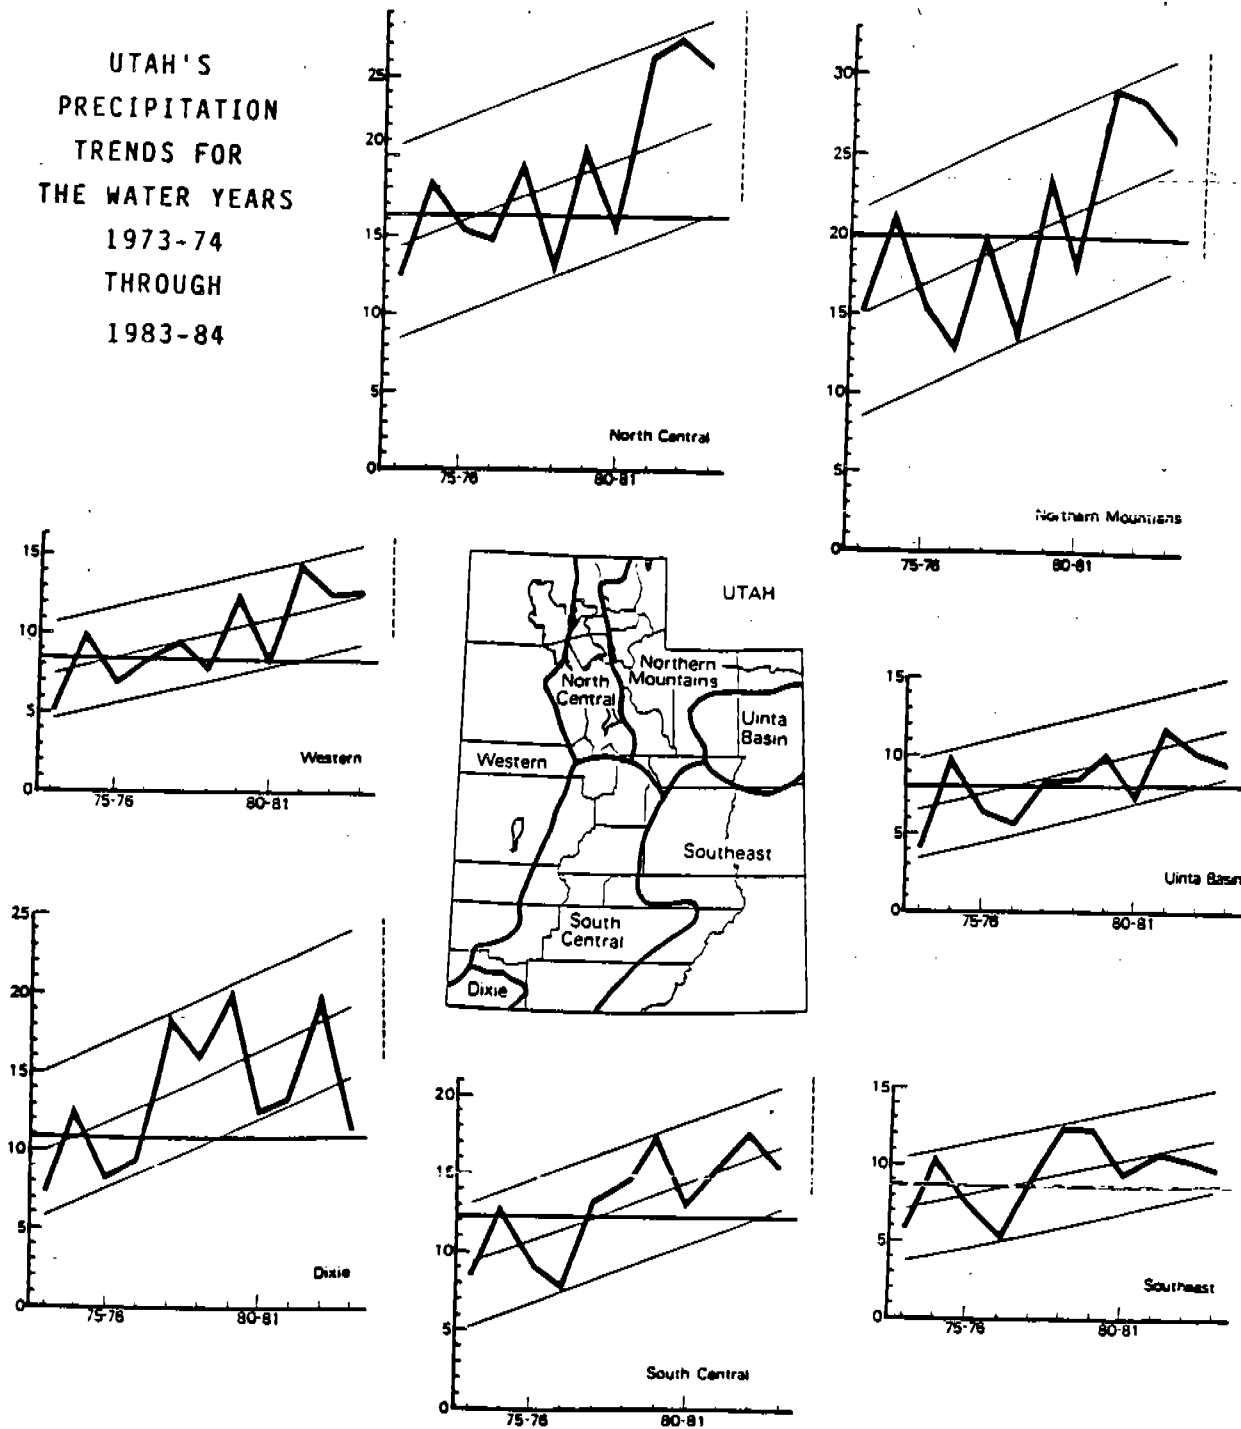 UTAH'S
PRECIPITATION
TRENDS FOR
THE WATER YEARS
1973-74
THROUGH
1983-84
25
20
15
10
5
0
75-76
80-81
North Central
30
25
20
15
10
5
0
75-76
80-81
Northern Mountians
15
10
5
0
75-76
80-81
Western
UTAH
Northern
Mountains
North
Central
Uinta
Basin
Western
Southeast
South
Central
Dixie
15
10
5
0
75-76
80-81
Uinta Basin
25
20
15
10
5
0
75-76
80-81
Dixie
20
15
10
5
0
75-76
80-81
South Central
15
10
5
0
75-76
80-81
Southeast